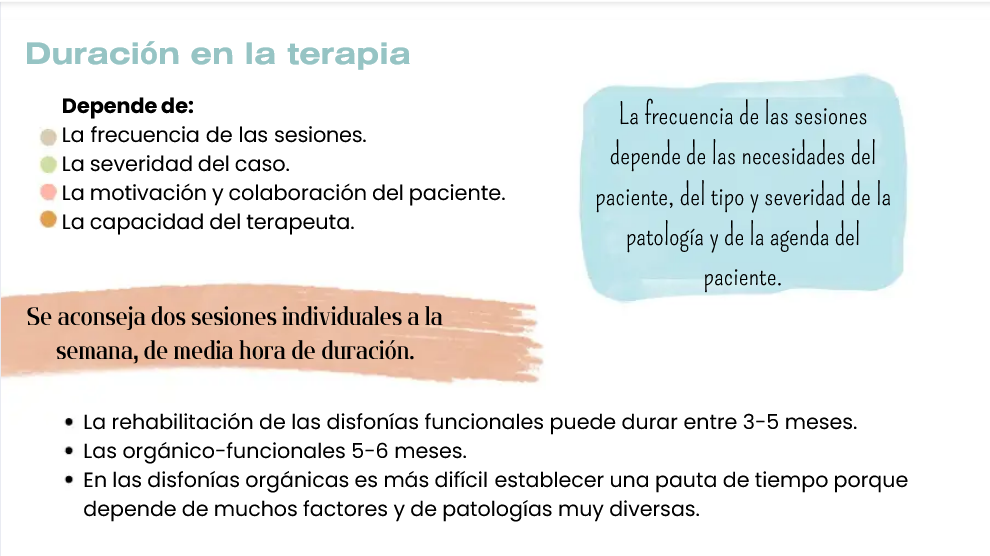 Duración en la terapia
Depende de:
La frecuencia de las sesiones.
La severidad del caso.
La motivación y colaboración del paciente.
La capacidad del terapeuta.
La frecuencia de las sesiones
depende de las necesidades del
paciente, del tipo y severidad de la
patología y de la agenda del
paciente.
Se aconseja dos sesiones individuales a la
semana, de media hora de duración.
• La rehabilitación de las disfonías funcionales puede durar entre 3-5 meses.
• Las orgánico-funcionales 5-6 meses.
• En las disfonías orgánicas es más difícil establecer una pauta de tiempo porque
depende de muchos factores y de patologías muy diversas.